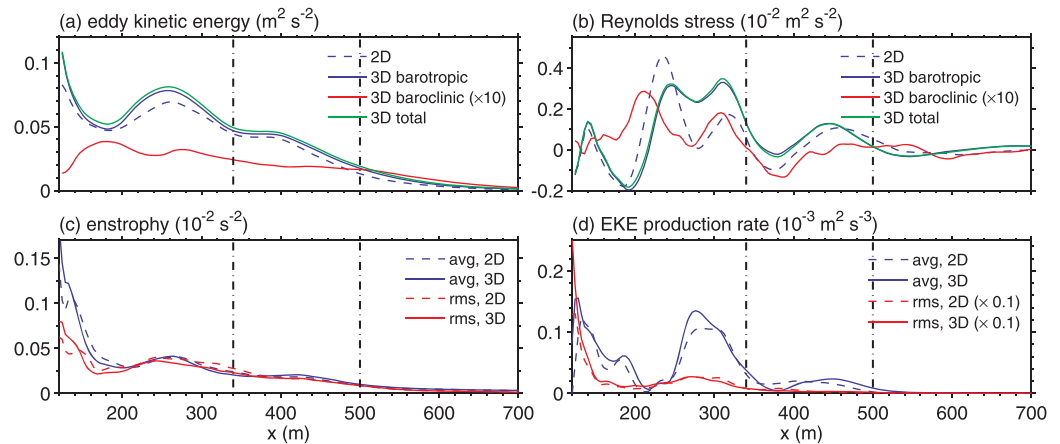 (a) eddy kinetic energy (m² s⁻²)
0.1
0.05
0
2D
3D barotropic
3D baroclinic (×10)
3D total
(b) Reynolds stress (10⁻² m² s⁻²)
0.4
0.2
0
-0.2
2D
3D barotropic
3D baroclinic (×10)
3D total
(c) enstrophy (10⁻² s⁻²)
0.15
0.1
0.05
0
avg, 2D
avg, 3D
rms, 2D
rms, 3D
200 300 400 500 600 700
x (m)
(d) EKE production rate (10⁻³ m² s⁻³)
0.2
0.1
0
avg, 2D
avg, 3D
rms, 2D (× 0.1)
rms, 3D (× 0.1)
200 300 400 500 600 700
x (m)